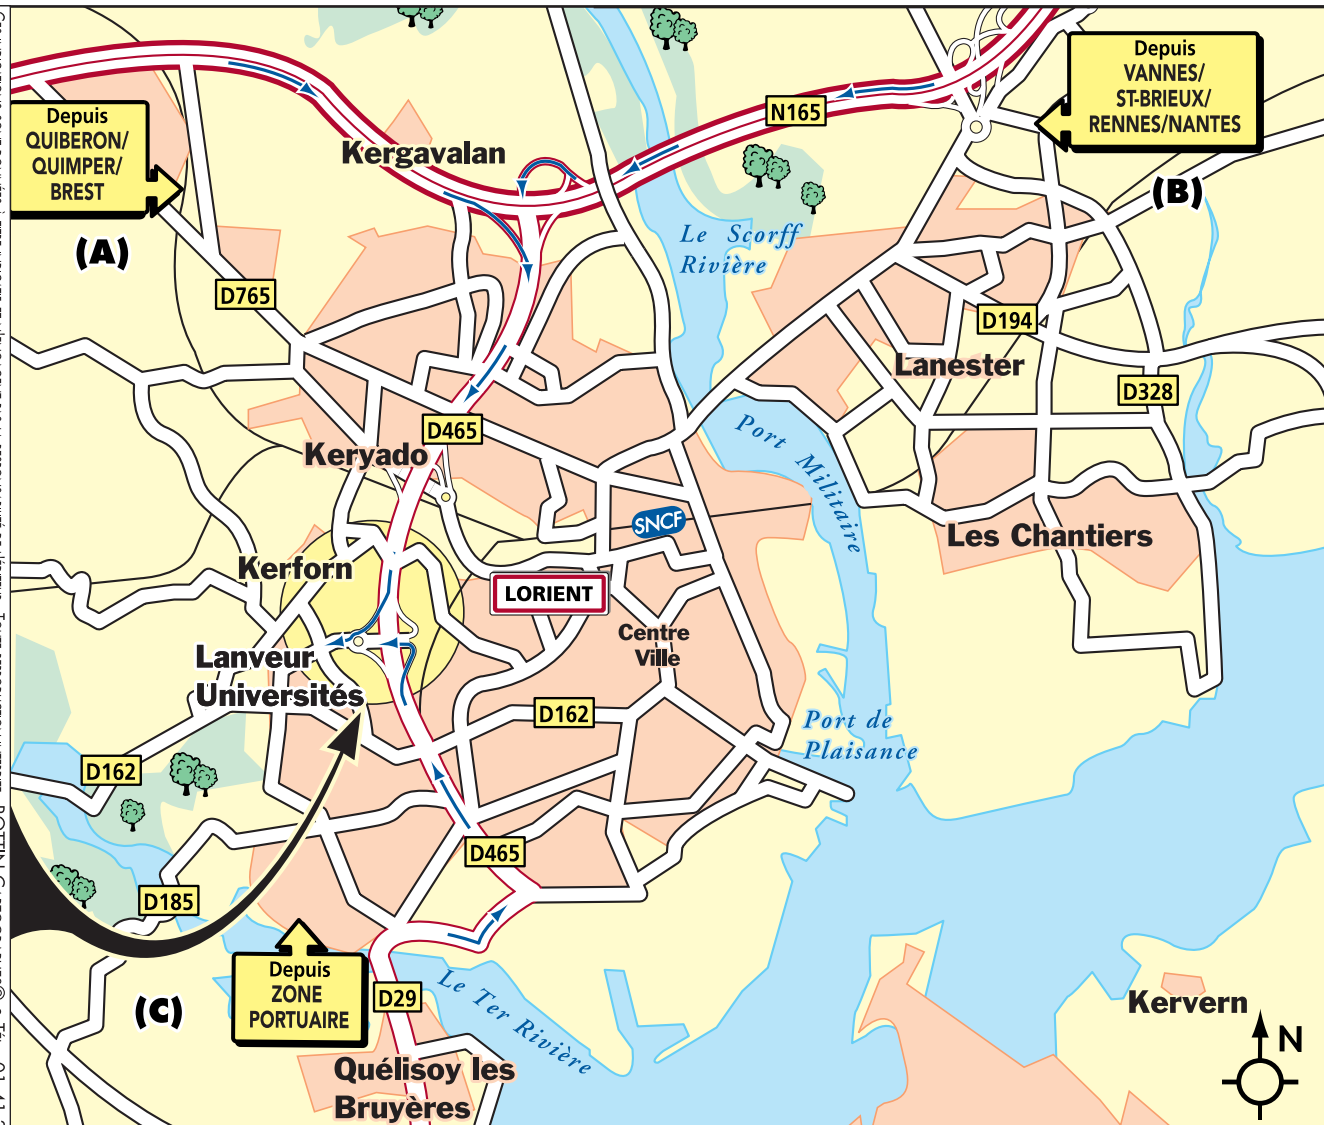 Depuis
QUIBERON/
QUIMPER/
BREST
(A)
Kergavalan
N165
Depuis
VANNES/
ST-BRIEUX/
RENNES/NANTES
(B)
Le Scorff
Rivière
D765
D194
Lanester
D328
D465
Keryado
Port Militaire
SNCF
Les Chantiers
Kerforn
LORIENT
Centre
Ville
Lanveur
Universités
D162
Port de
Plaisance
D162
D465
D185
Depuis
ZONE
PORTUAIRE
(C)
D29
Le Ter Rivière
Kervern
N
Quélisoy les
Bruyères